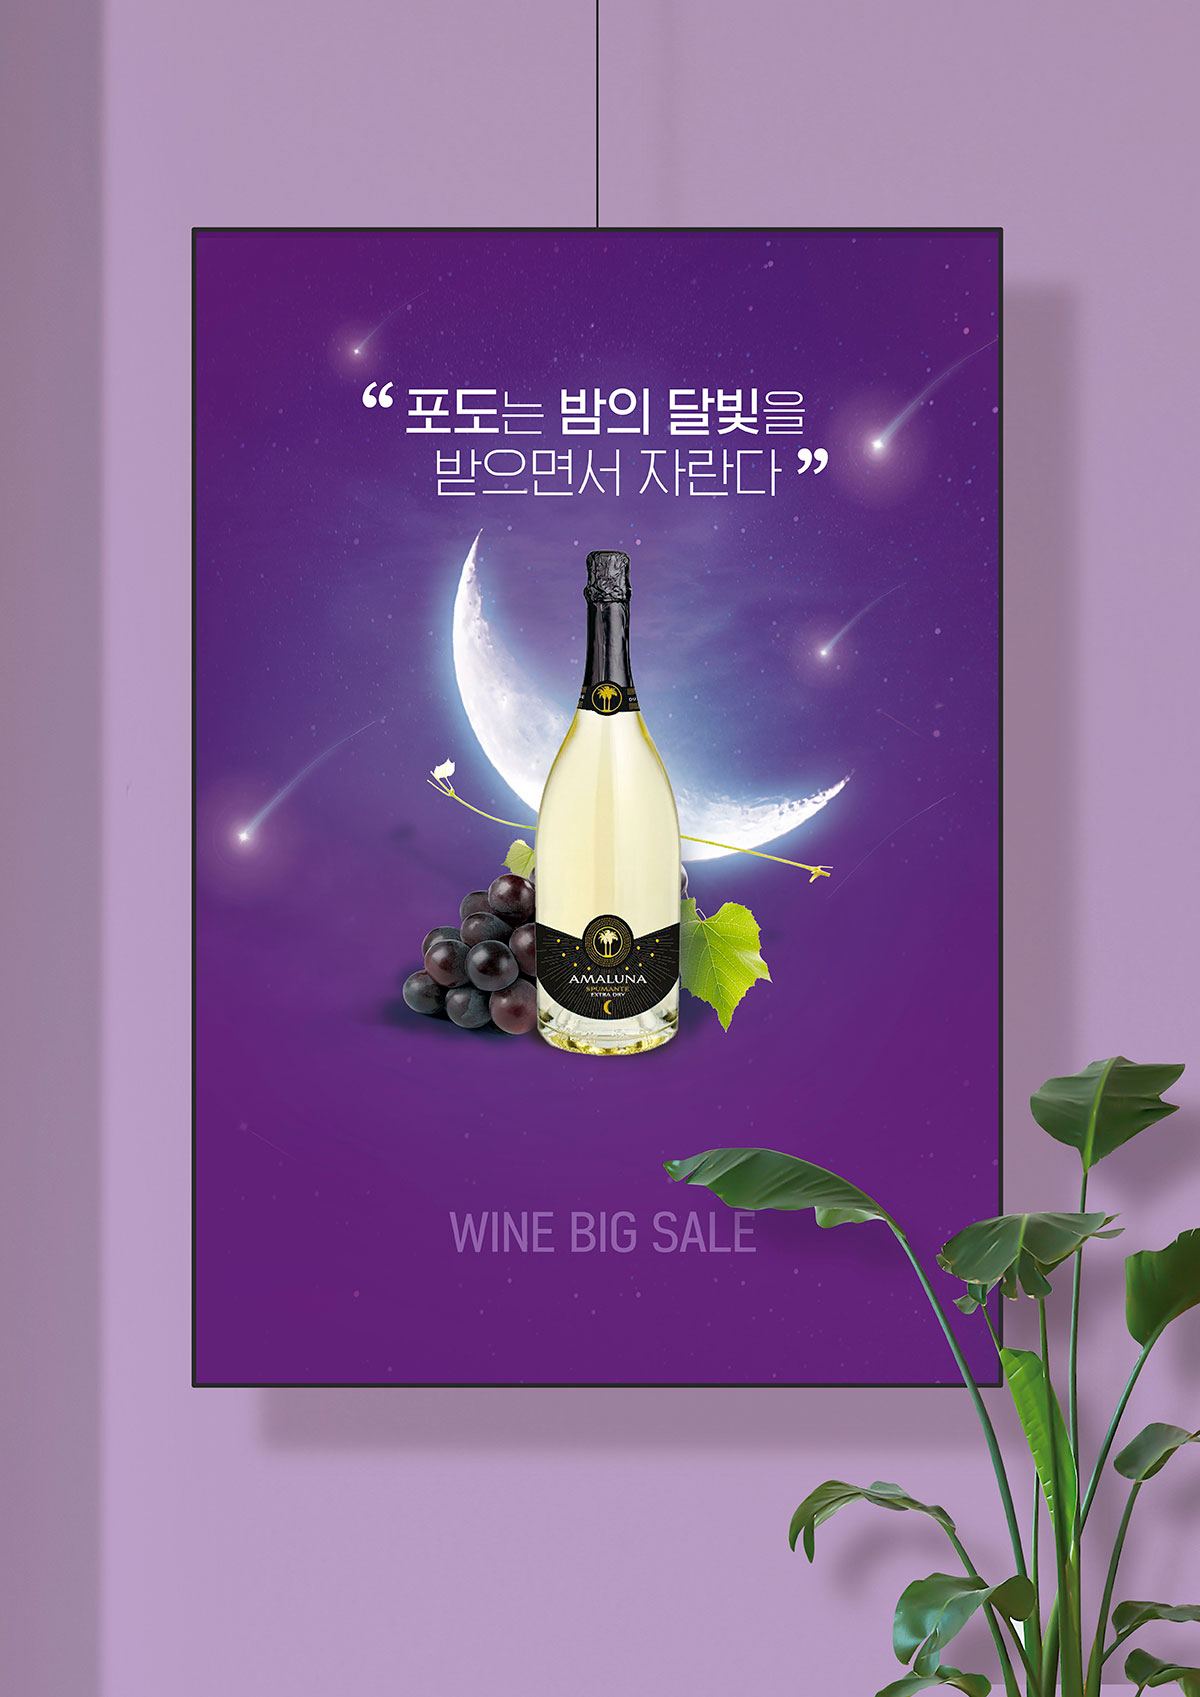 “ 포도는 밤의 달빛을
받으면서 자란다 ”
AMALUNA
SPUMANTE
EXTRA DRY
WINE BIG SALE